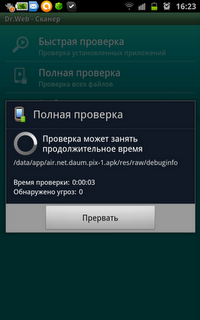 16:23
Dr.Web - Сканер
Быстрая проверка
Проверка установленных приложений
Полная проверка
Проверка всех файлов
Полная проверка
Проверка может занять
продолжительное время
/data/app/air.net.daum.pix-1.apk/res/raw/debuginfo
Время проверки: 0:00:03
Обнаружено угроз: 0
Прервать